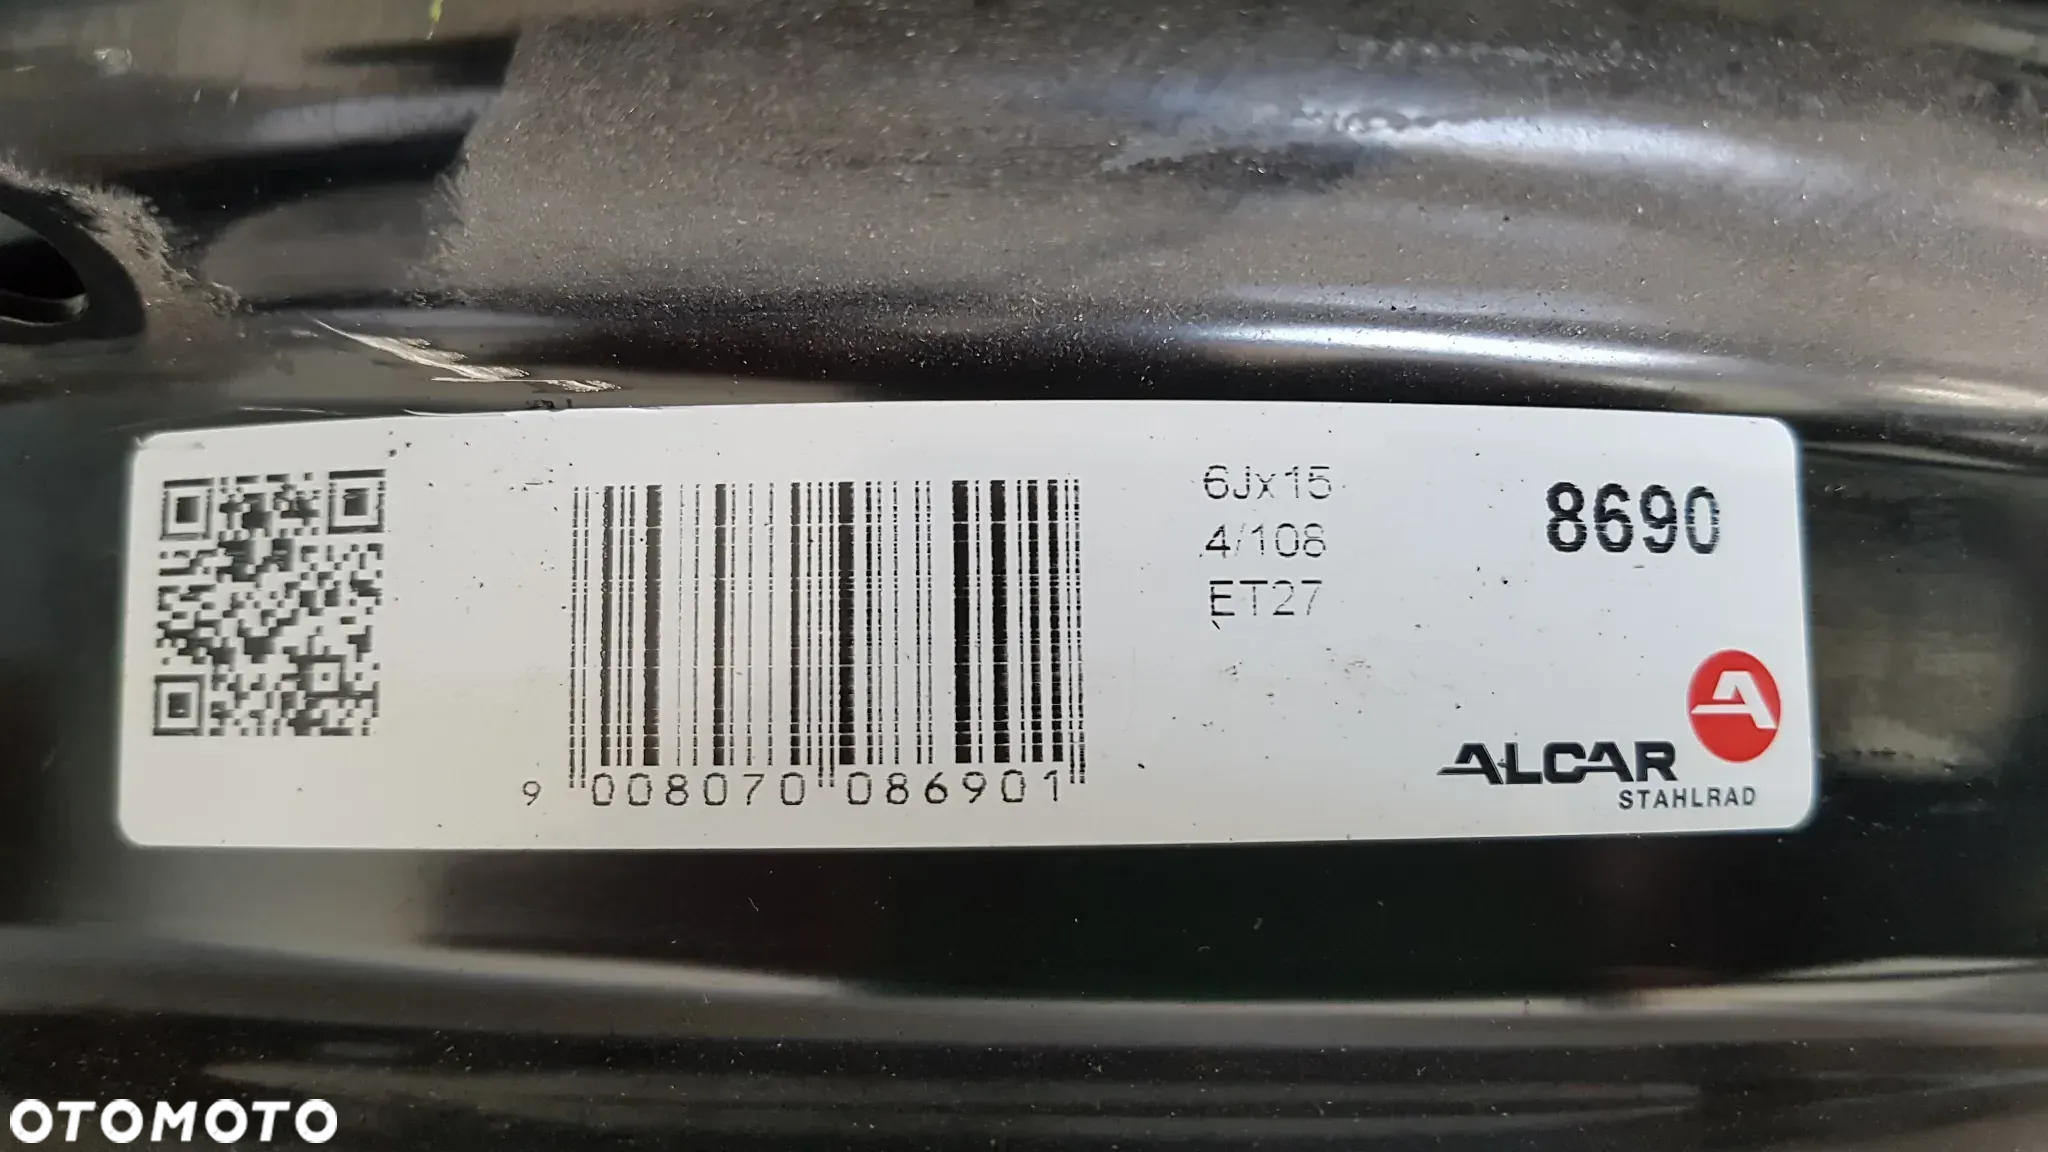 6Jx15
4/108
ET27
8690
9 008070 086901
ALCAR
STAHLRAD
OTOMOTO